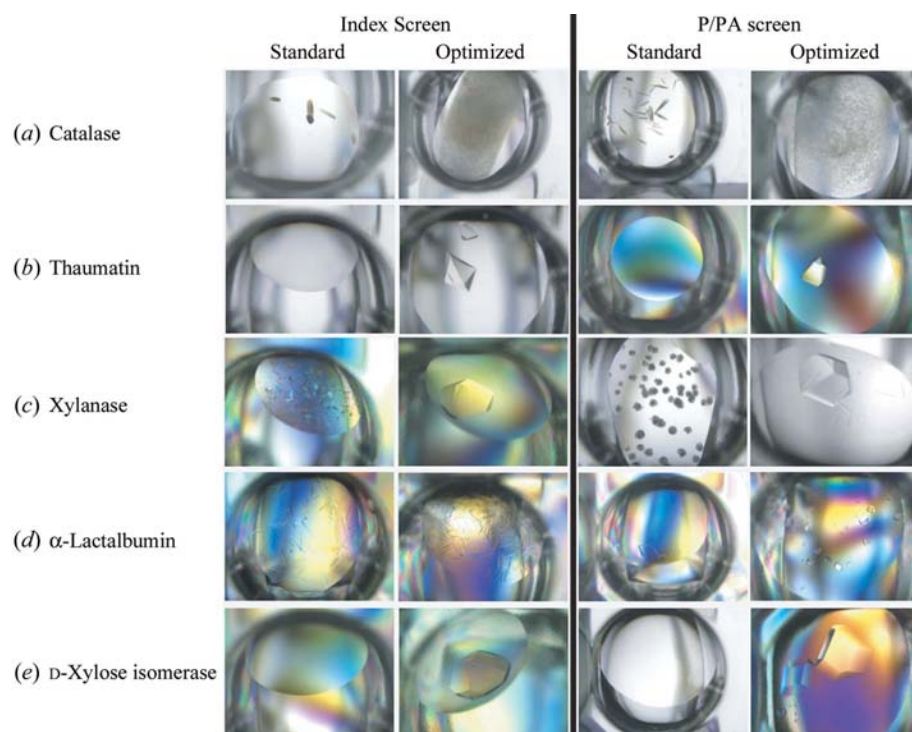 Index Screen P/PA screen
Standard Optimized Standard Optimized
(a) Catalase
(b) Thaumatin
(c) Xylanase
(d) α-Lactalbumin
(e) D-Xylose isomerase